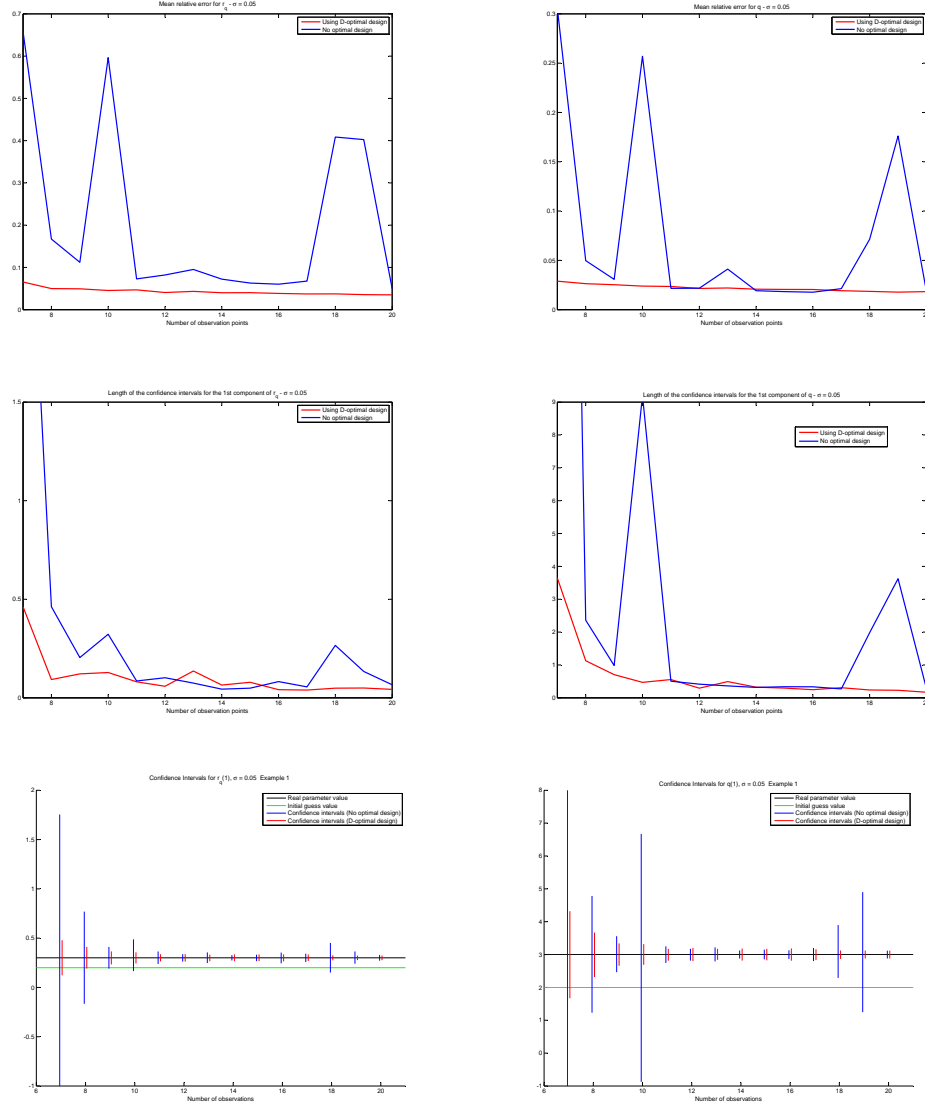 Mean relative error for r_q - σ = 0.05
Using D-optimal design
No optimal design
0.7
0.6
0.5
0.4
0.3
0.2
0.1
0
8 10 12 14 16 18 20
Number of observation points
Mean relative error for q - σ = 0.05
Using D-optimal design
No optimal design
0.3
0.25
0.2
0.15
0.1
0.05
0
8 10 12 14 16 18 20
Number of observation points
Length of the confidence intervals for the 1st component of r_q - σ = 0.05
Using D-optimal design
No optimal design
1.5
1
0.5
0
8 10 12 14 16 18 20
Number of observation points
Length of the confidence intervals for the 1st component of q - σ = 0.05
Using D-optimal design
No optimal design
9
8
7
6
5
4
3
2
1
0
8 10 12 14 16 18 20
Number of observation points
Confidence Intervals for r_q(1), σ = 0.05 Example 1
Real parameter value
Initial guess value
Confidence intervals (No optimal design)
Confidence intervals (D-optimal design)
2
1.5
1
0.5
0
-0.5
-1
6 8 10 12 14 16 18 20
Number of observations
Confidence Intervals for q(1), σ = 0.05 Example 1
Real parameter value
Initial guess value
Confidence intervals (No optimal design)
Confidence intervals (D-optimal design)
8
7
6
5
4
3
2
1
0
-1
6 8 10 12 14 16 18 20
Number of observations